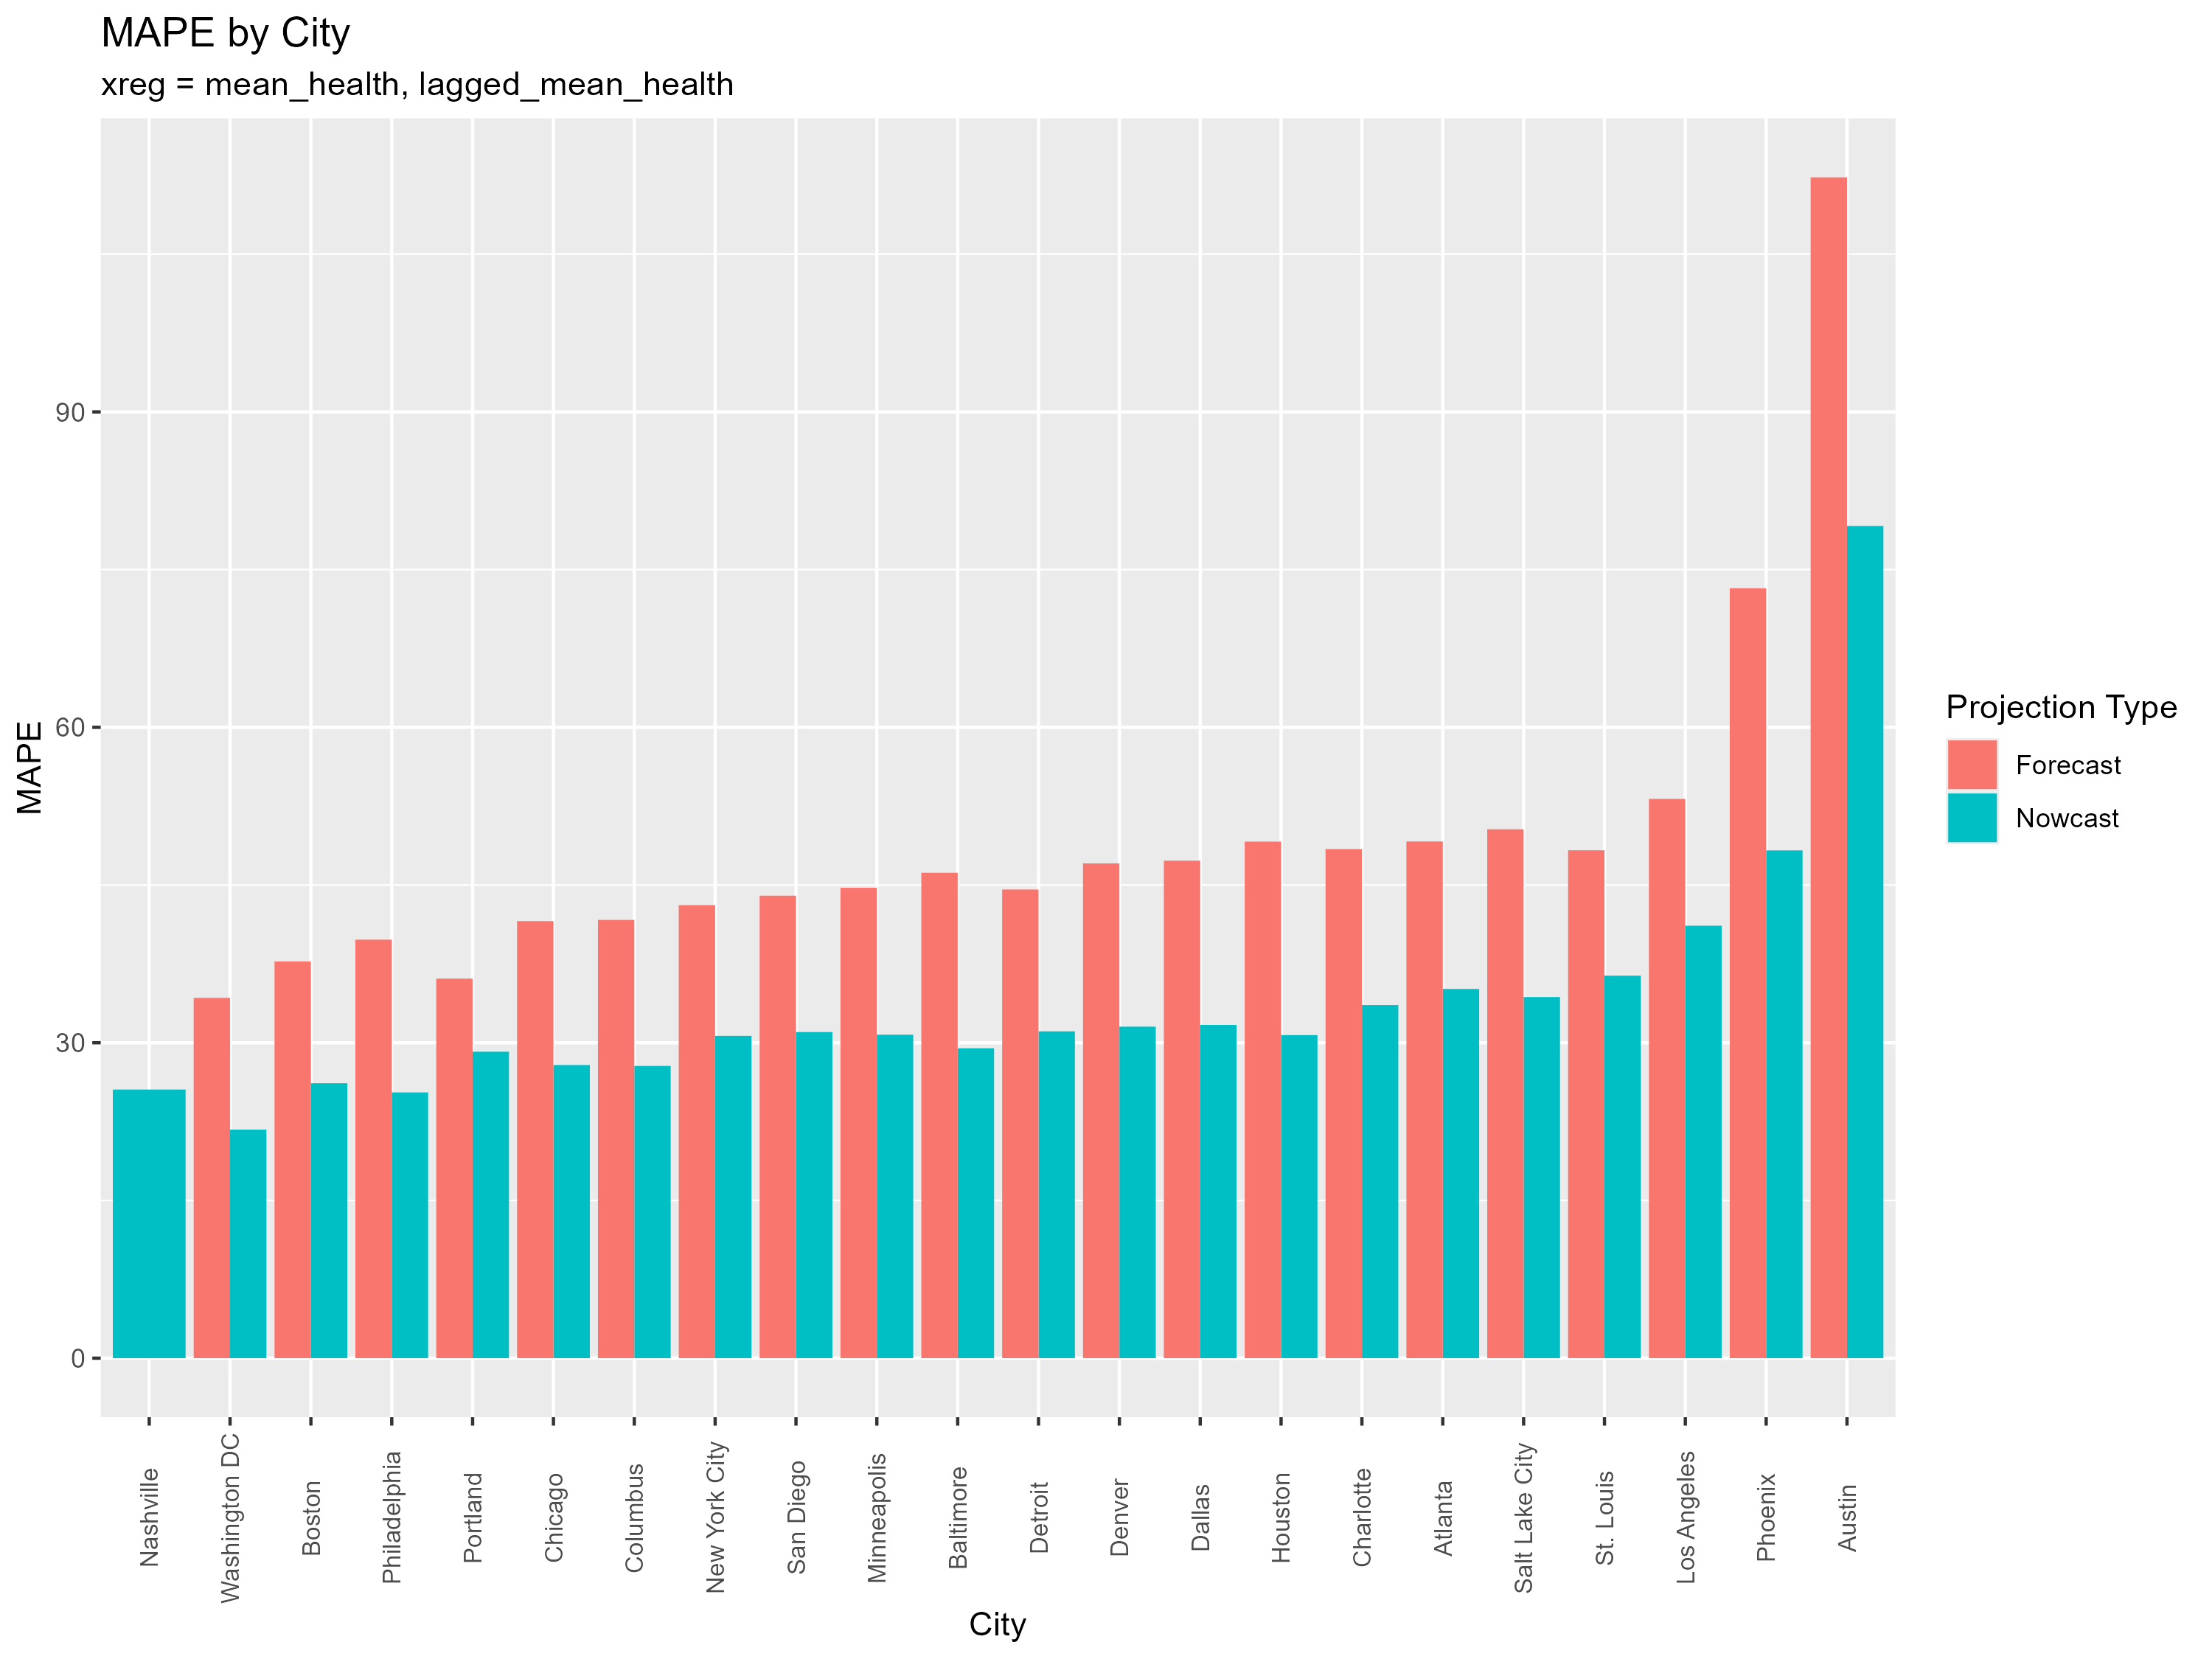 MAPE by City
xreg = mean_health, lagged_mean_health
MAPE
90
60
30
0
Nashville
Washington DC
Boston
Philadelphia
Portland
Chicago
Columbus
New York City
San Diego
Minneapolis
Baltimore
Detroit
Denver
Dallas
Houston
Charlotte
Atlanta
Salt Lake City
St. Louis
Los Angeles
Phoenix
Austin
City
Projection Type
Forecast
Nowcast